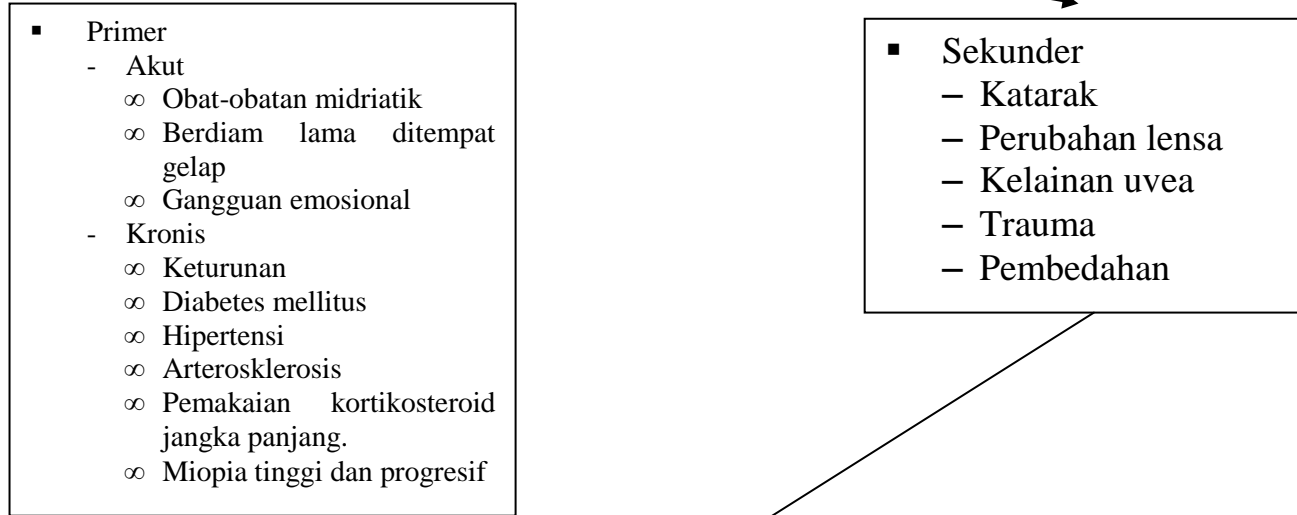 ▪ Primer
- Akut
∞ Obat-obatan midriatik
∞ Berdiam lama ditempat
gelap
∞ Gangguan emosional
- Kronis
∞ Keturunan
∞ Diabetes mellitus
∞ Hipertensi
∞ Arterosklerosis
∞ Pemakaian kortikosteroid
jangka panjang.
∞ Miopia tinggi dan progresif
▪ Sekunder
– Katarak
– Perubahan lensa
– Kelainan uvea
– Trauma
– Pembedahan